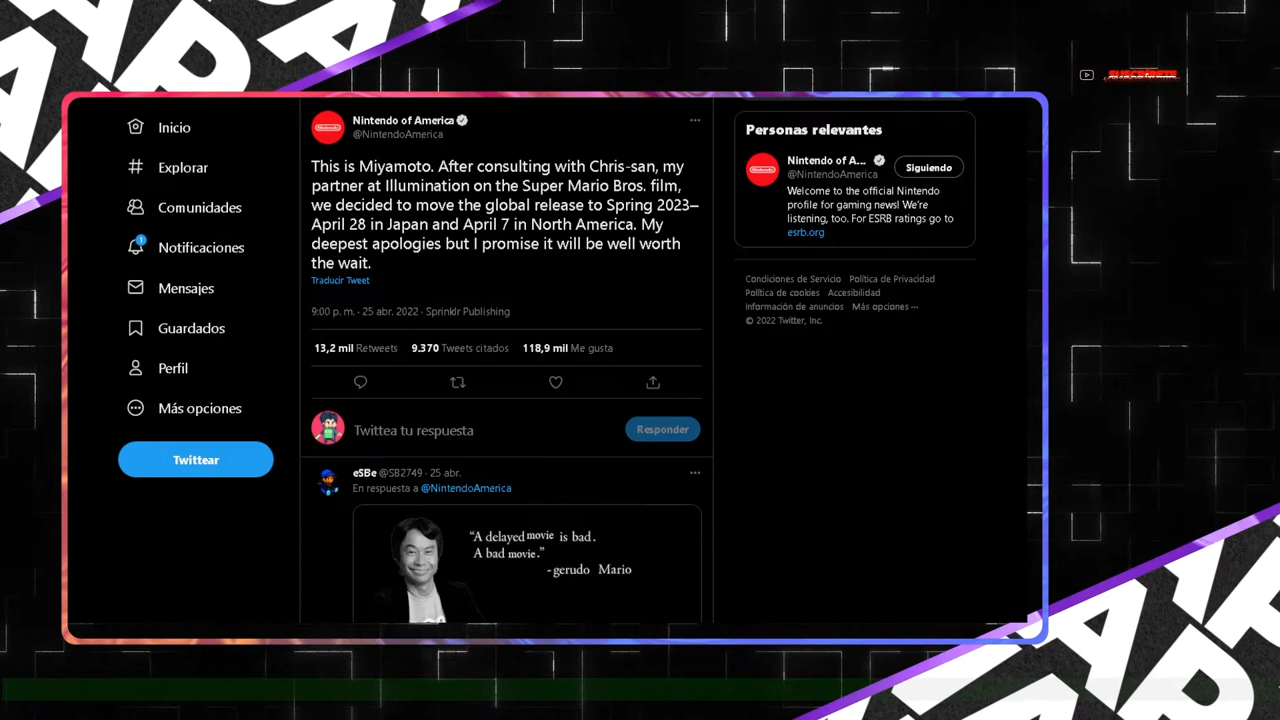 SUSCRÍBETE
Inicio
Explorar
Comunidades
1
Notificaciones
Mensajes
Guardados
Perfil
Más opciones
Twittear
Nintendo of America
@NintendoAmerica
This is Miyamoto. After consulting with Chris-san, my
partner at Illumination on the Super Mario Bros. film,
we decided to move the global release to Spring 2023–
April 28 in Japan and April 7 in North America. My
deepest apologies but I promise it will be well worth
the wait.
Traducir Tweet
9:00 p. m. · 25 abr. 2022 · Sprinklr Publishing
13,2 mil Retweets 9.370 Tweets citados 118,9 mil Me gusta
Twittea tu respuesta
Responder
eSBe @SB2749 · 25 abr.
En respuesta a @NintendoAmerica
“A delayed movie is bad.
A bad movie.”
-gerudo Mario
Personas relevantes
Nintendo of A...
@NintendoAmerica
Siguiendo
Welcome to the official Nintendo
profile for gaming news! We're
listening, too. For ESRB ratings go to
esrb.org
Condiciones de Servicio Política de Privacidad
Política de cookies Accesibilidad
Información de anuncios Más opciones ···
© 2022 Twitter, Inc.